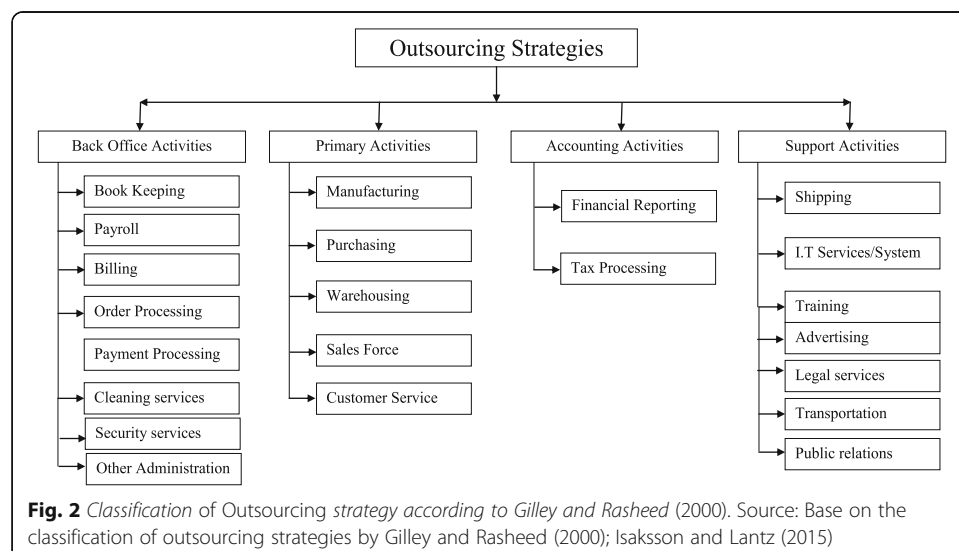 Outsourcing Strategies
Back Office Activities
Book Keeping
Payroll
Billing
Order Processing
Payment Processing
Cleaning services
Security services
Other Administration
Primary Activities
Manufacturing
Purchasing
Warehousing
Sales Force
Customer Service
Accounting Activities
Financial Reporting
Tax Processing
Support Activities
Shipping
I.T Services/System
Training
Advertising
Legal services
Transportation
Public relations
Fig. 2 Classification of Outsourcing strategy according to Gilley and Rasheed (2000). Source: Base on the
classification of outsourcing strategies by Gilley and Rasheed (2000); Isaksson and Lantz (2015)